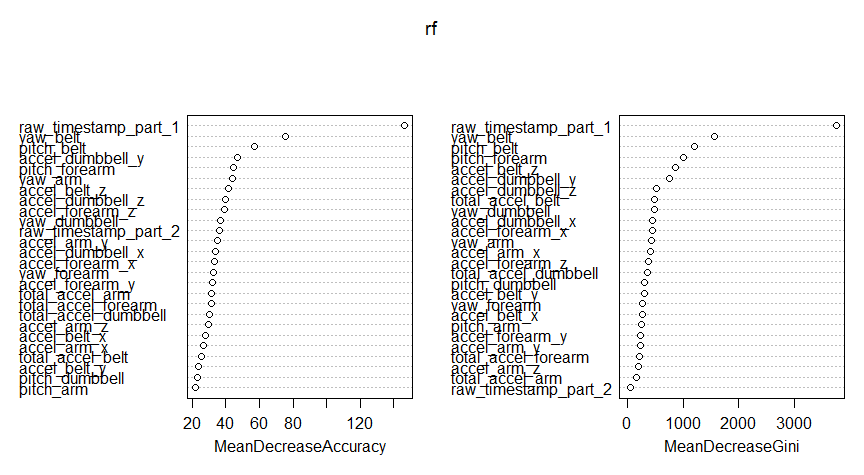 rf
raw_timestamp_part_1
yaw_belt
pitch_belt
accel_dumbbell_y
pitch_forearm
yaw_arm
accel_belt_z
accel_dumbbell_z
accel_forearm_z
yaw_dumbbell
raw_timestamp_part_2
accel_arm_y
accel_dumbbell_x
accel_forearm_x
yaw_forearm
accel_forearm_y
total_accel_arm
total_accel_forearm
total_accel_dumbbell
accel_arm_z
accel_belt_x
accel_arm_x
total_accel_belt
accel_belt_y
pitch_dumbbell
pitch_arm
20 40 60 80 120
MeanDecreaseAccuracy
raw_timestamp_part_1
yaw_belt
pitch_belt
pitch_forearm
accel_belt_z
accel_dumbbell_y
accel_dumbbell_z
total_accel_belt
yaw_dumbbell
accel_dumbbell_x
accel_forearm_x
yaw_arm
accel_arm_x
accel_forearm_z
total_accel_dumbbell
pitch_dumbbell
accel_belt_y
yaw_forearm
accel_belt_x
pitch_arm
accel_forearm_y
accel_arm_y
total_accel_forearm
accel_arm_z
total_accel_arm
raw_timestamp_part_2
0 1000 2000 3000
MeanDecreaseGini